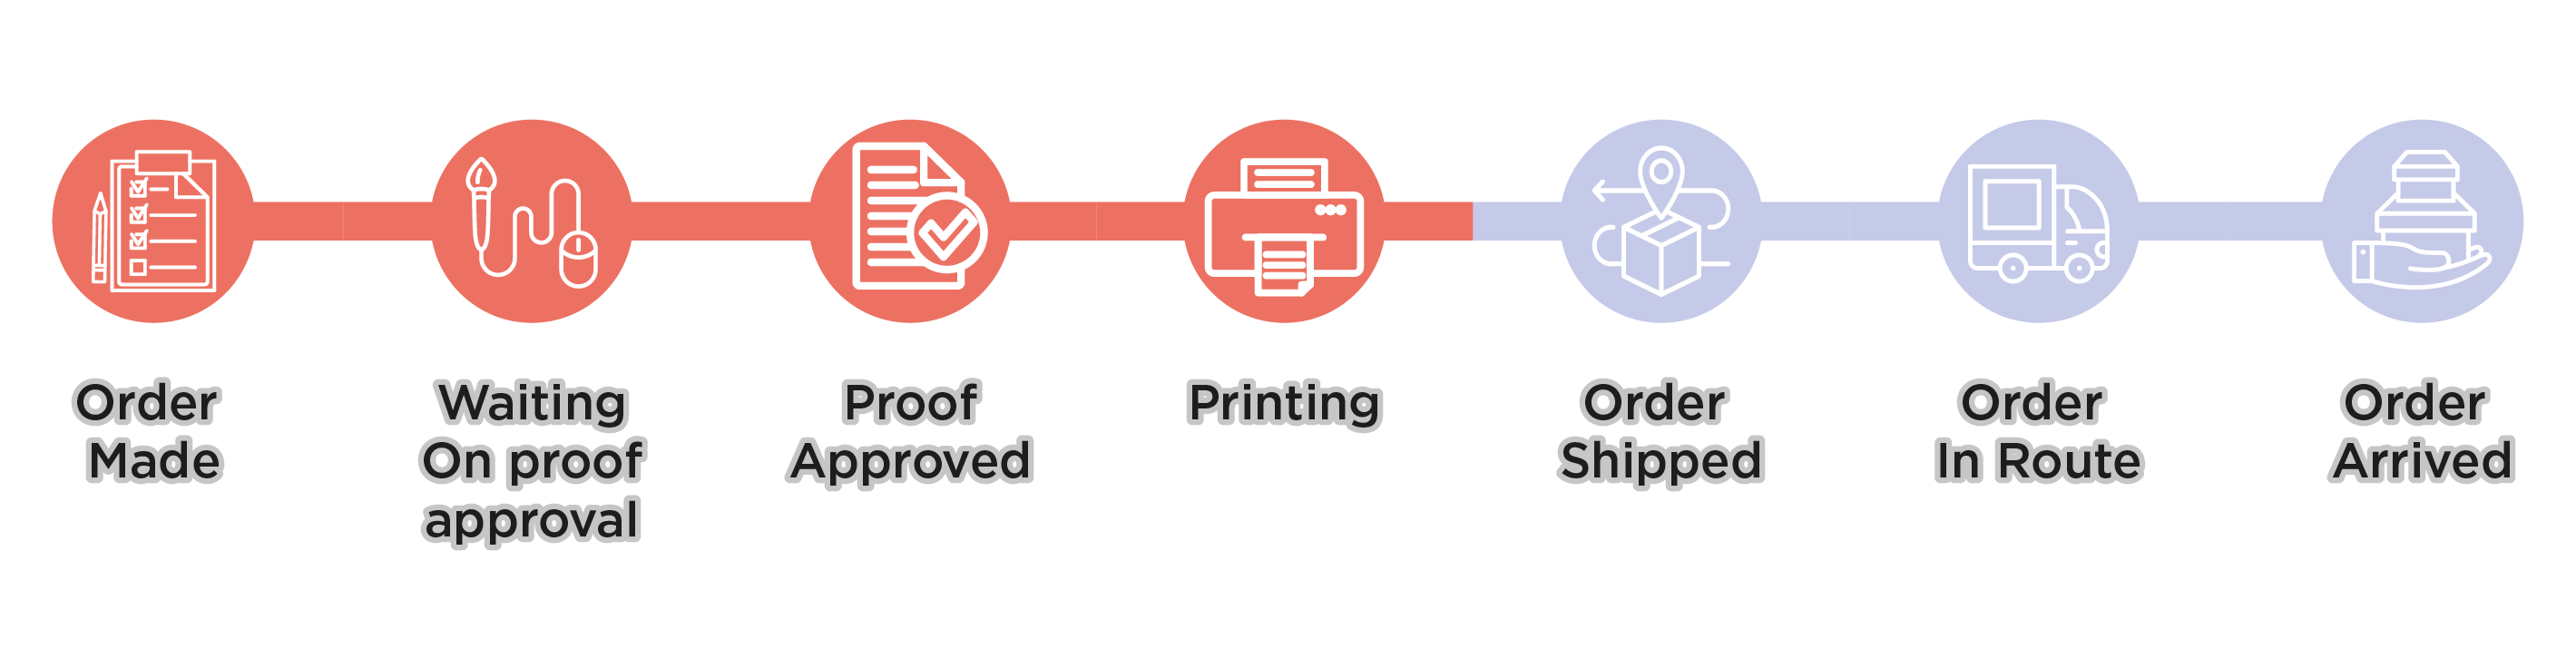 Order
Made
Waiting
On proof
approval
Proof
Approved
Printing
Order
Shipped
Order
In Route
Order
Arrived